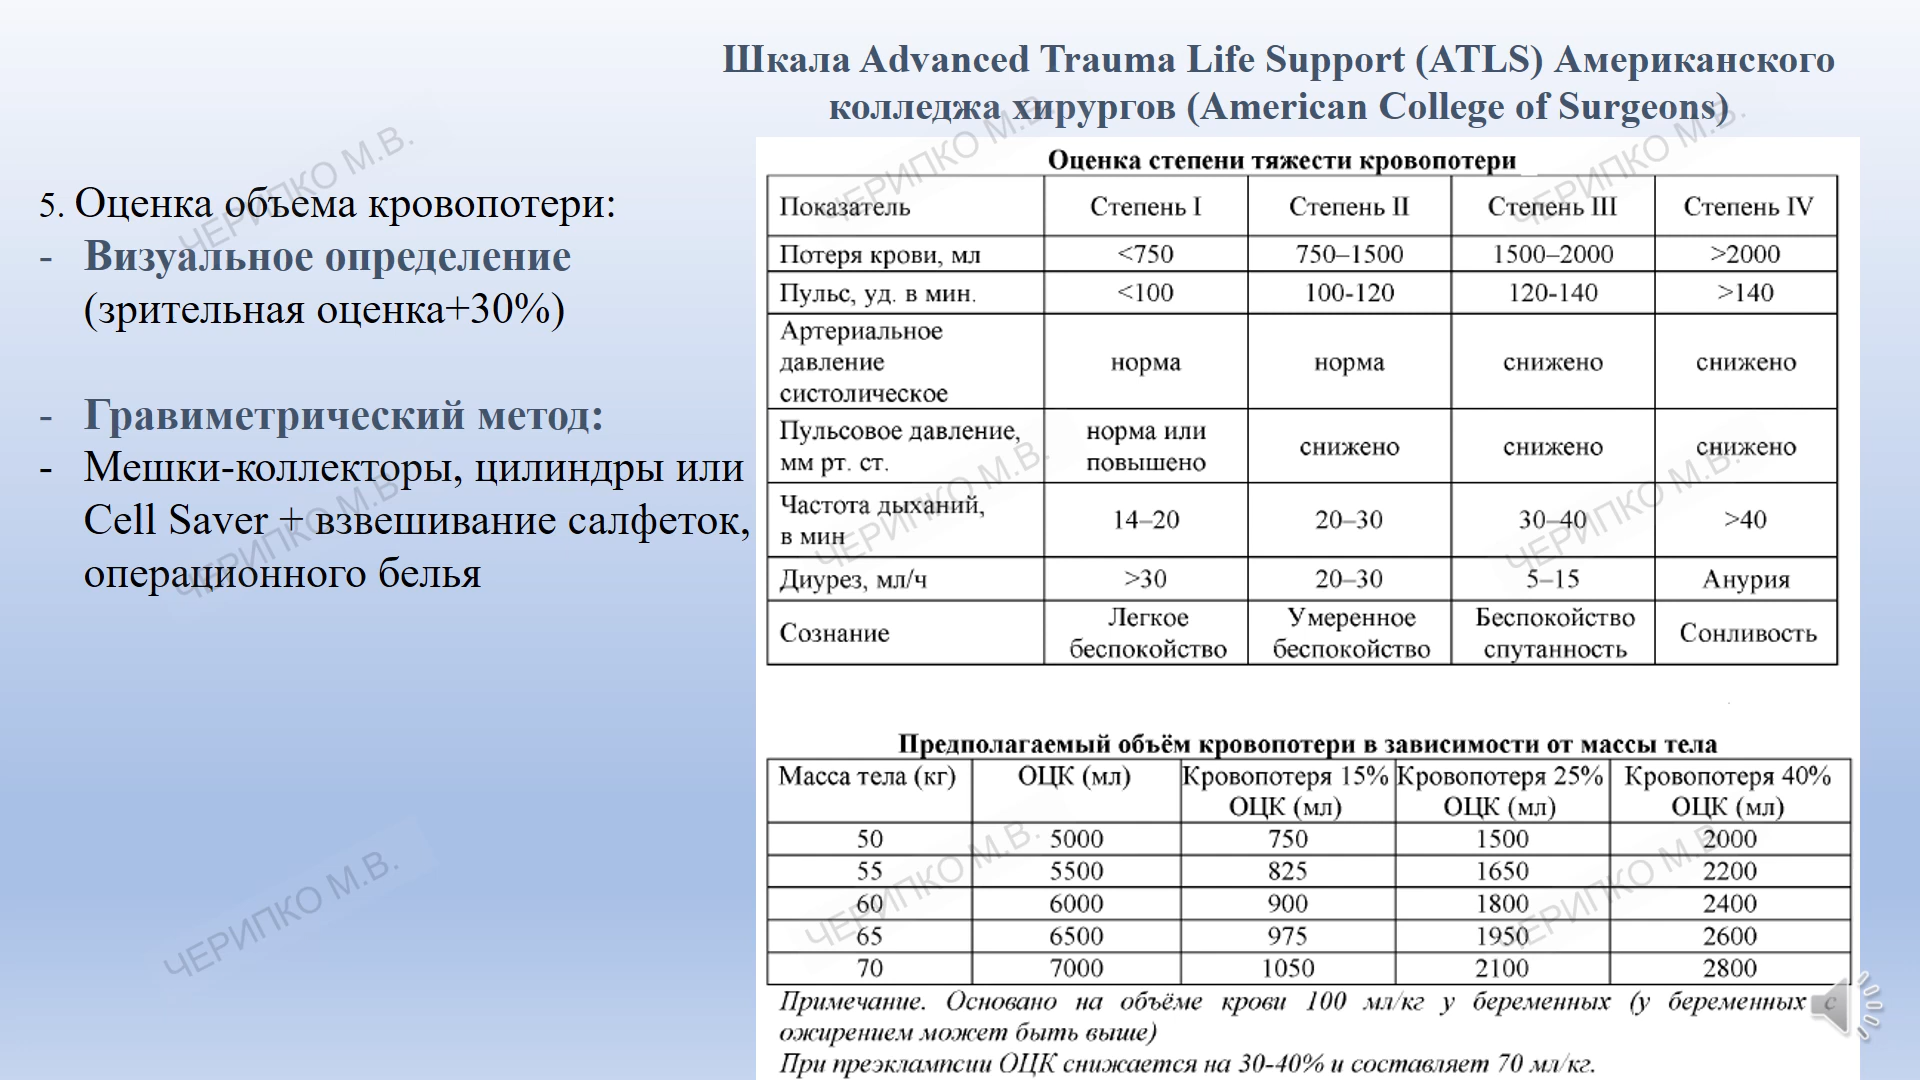 Шкала Advanced Trauma Life Support (ATLS) Американского
колледжа хирургов (American College of Surgeons)
5. Оценка объема кровопотери:
- Визуальное определение
(зрительная оценка+30%)
- Гравиметрический метод:
- Мешки-коллекторы, цилиндры или
Cell Saver + взвешивание салфеток,
операционного белья
Оценка степени тяжести кровопотери
Показатель Степень I Степень II Степень III Степень IV
Потеря крови, мл <750 750–1500 1500–2000 >2000
Пульс, уд. в мин. <100 100-120 120-140 >140
Артериальное
давление норма норма снижено снижено
систолическое
Пульсовое давление, норма или
мм рт. ст. повышено снижено снижено снижено
Частота дыханий,
в мин 14–20 20–30 30–40 >40
Диурез, мл/ч >30 20–30 5–15 Анурия
Сознание Легкое беспокойство Умеренное беспокойство Беспокойство спутанность Сонливость
Предполагаемый объём кровопотери в зависимости от массы тела
Масса тела (кг) ОЦК (мл) Кровопотеря 15% Кровопотеря 25% Кровопотеря 40%
ОЦК (мл) ОЦК (мл) ОЦК (мл)
50 5000 750 1500 2000
55 5500 825 1650 2200
60 6000 900 1800 2400
65 6500 975 1950 2600
70 7000 1050 2100 2800
Примечание. Основано на объёме крови 100 мл/кг у беременных (у беременных с
ожирением может быть выше)
При преэклампсии ОЦК снижается на 30-40% и составляет 70 мл/кг.
ЧЕРИПКО М.В.
ЧЕРИПКО М.В.
ЧЕРИПКО М.В.
ЧЕРИПКО М.В.
ЧЕРИПКО М.В.
ЧЕРИПКО М.В.
ЧЕРИПКО М.В.
ЧЕРИПКО М.В.
ЧЕРИПКО М.В.